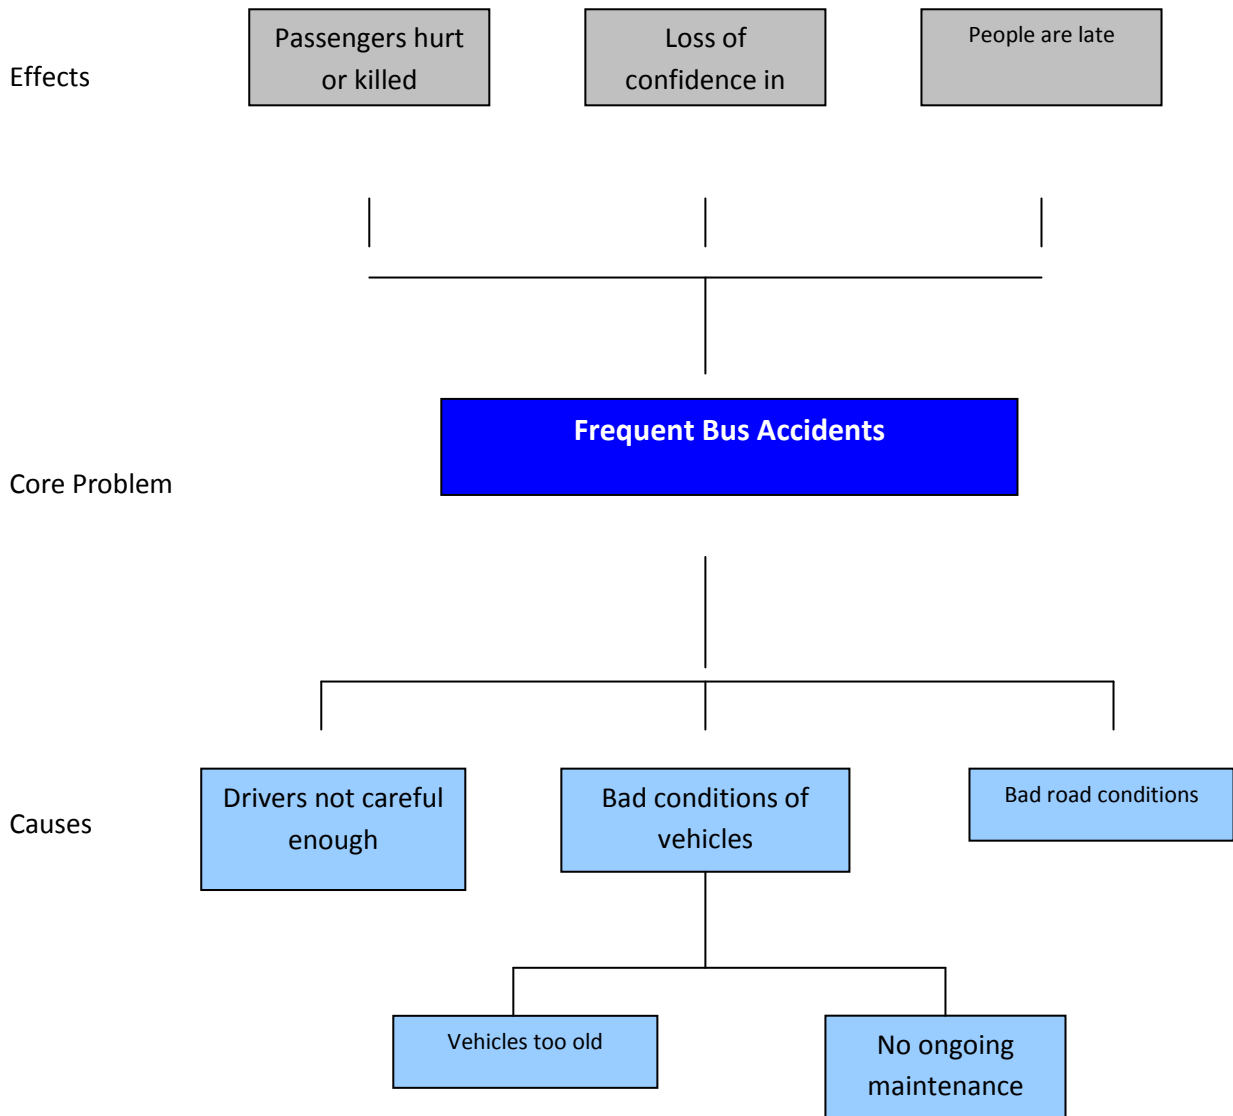 Effects
Passengers hurt
or killed
Loss of
confidence in
People are late
Core Problem
Frequent Bus Accidents
Causes
Drivers not careful
enough
Bad conditions of
vehicles
Bad road conditions
Vehicles too old
No ongoing
maintenance